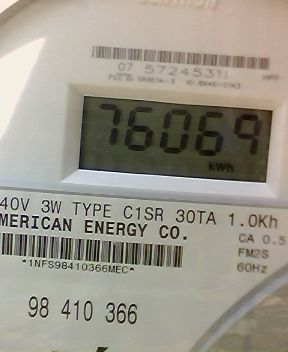 07 57245311
76069
kWh
40V 3W TYPE C1SR 30TA 1.0Kh
MERICAN ENERGY CO.
CA 0.5
FM2S
60Hz
*1NFS98410366MEC*
98 410 366